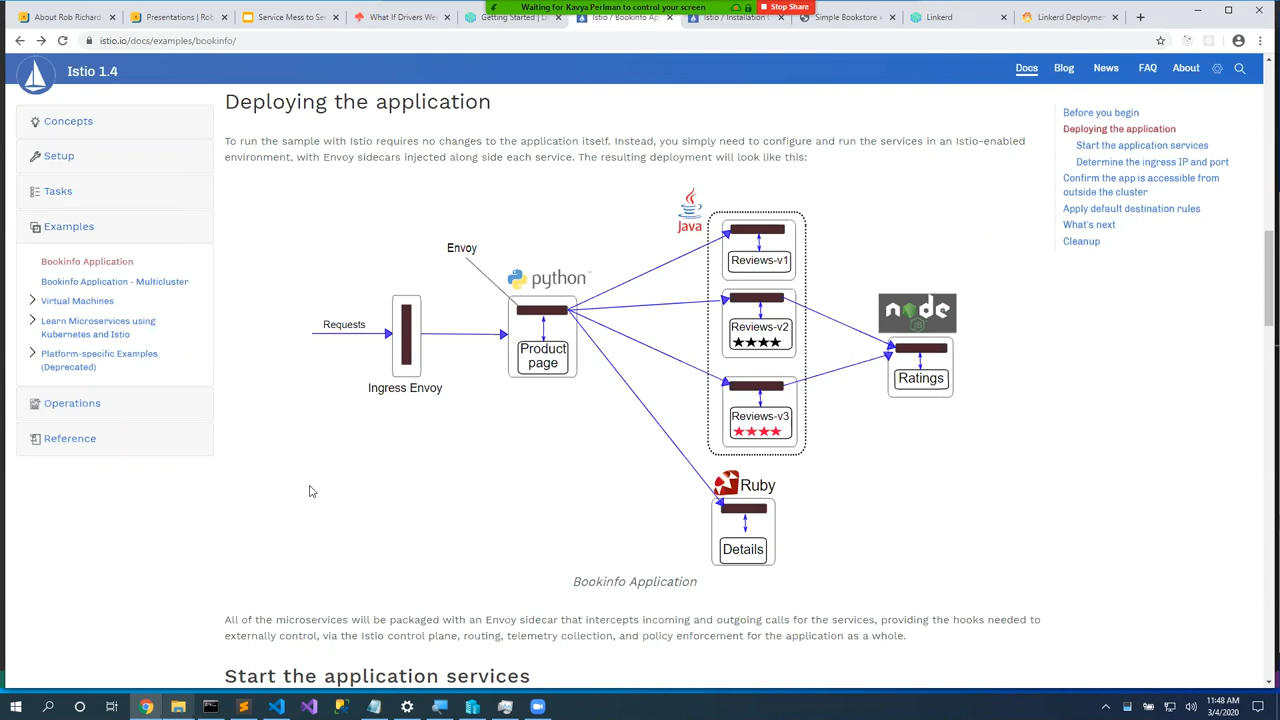 Waiting for Kavya Perlman to control your screen
Stop Share
About Rob Richard
Presentations | Rob
Service Mess to Ser
What If Drivers We
Getting Started | Di
Istio / Bookinfo App
Istio / Installation G
Simple Bookstore
Linkerd
Linkerd Deploymen
istio.io/docs/examples/bookinfo/
Istio 1.4
Docs
Blog
News
FAQ
About
Concepts
Setup
Tasks
Examples
Bookinfo Application
Bookinfo Application - Multicluster
Virtual Machines
Learn Microservices using
Kubernetes and Istio
Platform-specific Examples
(Deprecated)
Operations
Reference
Deploying the application
To run the sample with Istio requires no changes to the application itself. Instead, you simply need to configure and run the services in an Istio-enabled
environment, with Envoy sidecars injected along side each service. The resulting deployment will look like this:
Java
Reviews-v1
Envoy
python
Requests
Product
page
Ingress Envoy
Reviews-v2
node
Ratings
Reviews-v3
Ruby
Details
Bookinfo Application
All of the microservices will be packaged with an Envoy sidecar that intercepts incoming and outgoing calls for the services, providing the hooks needed to
externally control, via the Istio control plane, routing, telemetry collection, and policy enforcement for the application as a whole.
Start the application services
Before you begin
Deploying the application
Start the application services
Determine the ingress IP and port
Confirm the app is accessible from
outside the cluster
Apply default destination rules
What's next
Cleanup
11:48 AM
3/4/2020